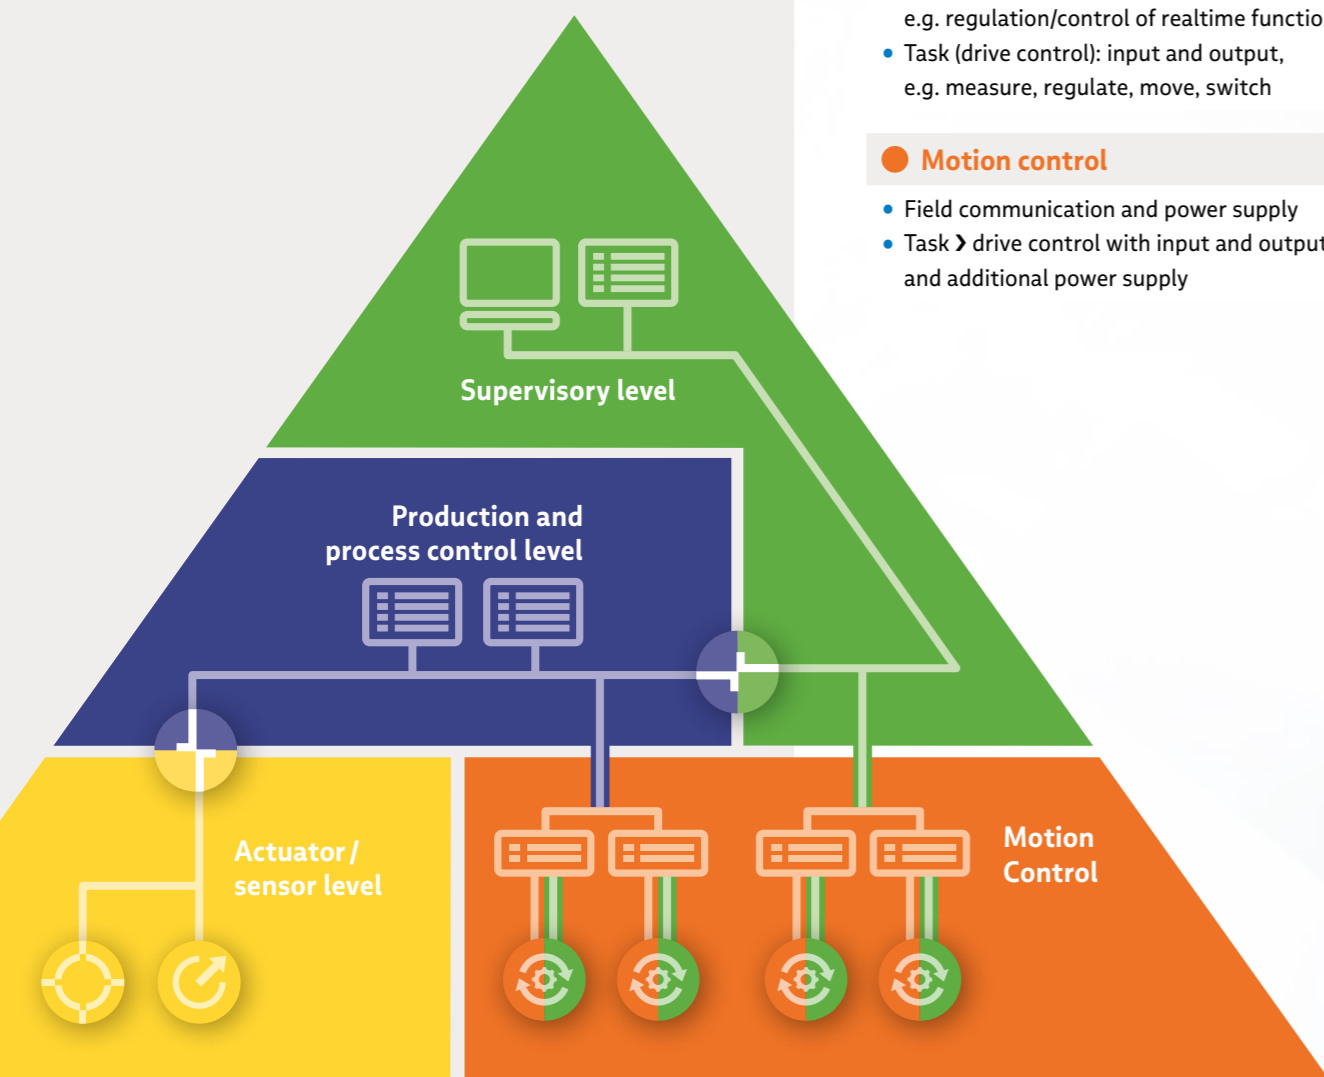 e.g. regulation/control of realtime functio
• Task (drive control): input and output,
e.g. measure, regulate, move, switch
Motion control
• Field communication and power supply
• Task ❯ drive control with input and output
and additional power supply
Supervisory level
Production and
process control level
Actuator /
sensor level
Motion
Control